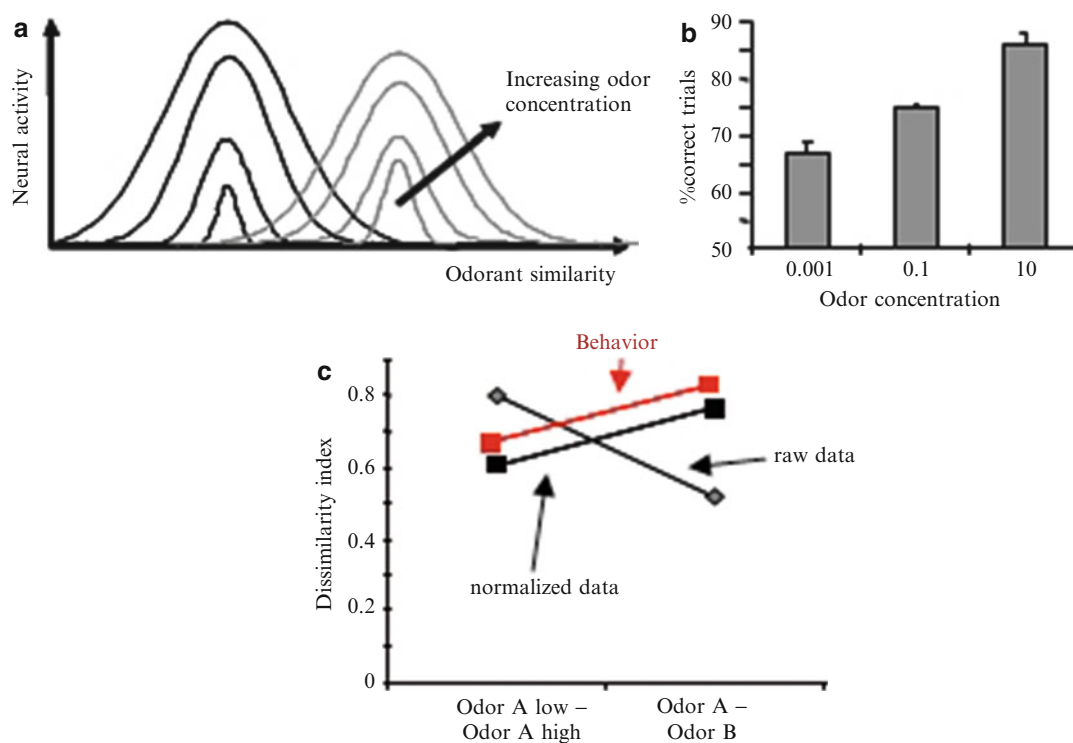 a
Neural activity
Increasing odor
concentration
Odorant similarity
b
%correct trials
90
80
70
60
50
0.001
0.1
10
Odor concentration
c
Behavior
Dissimilarity index
0.8
0.6
0.4
0.2
0
raw data
normalized data
Odor A low –
Odor A high
Odor A –
Odor B